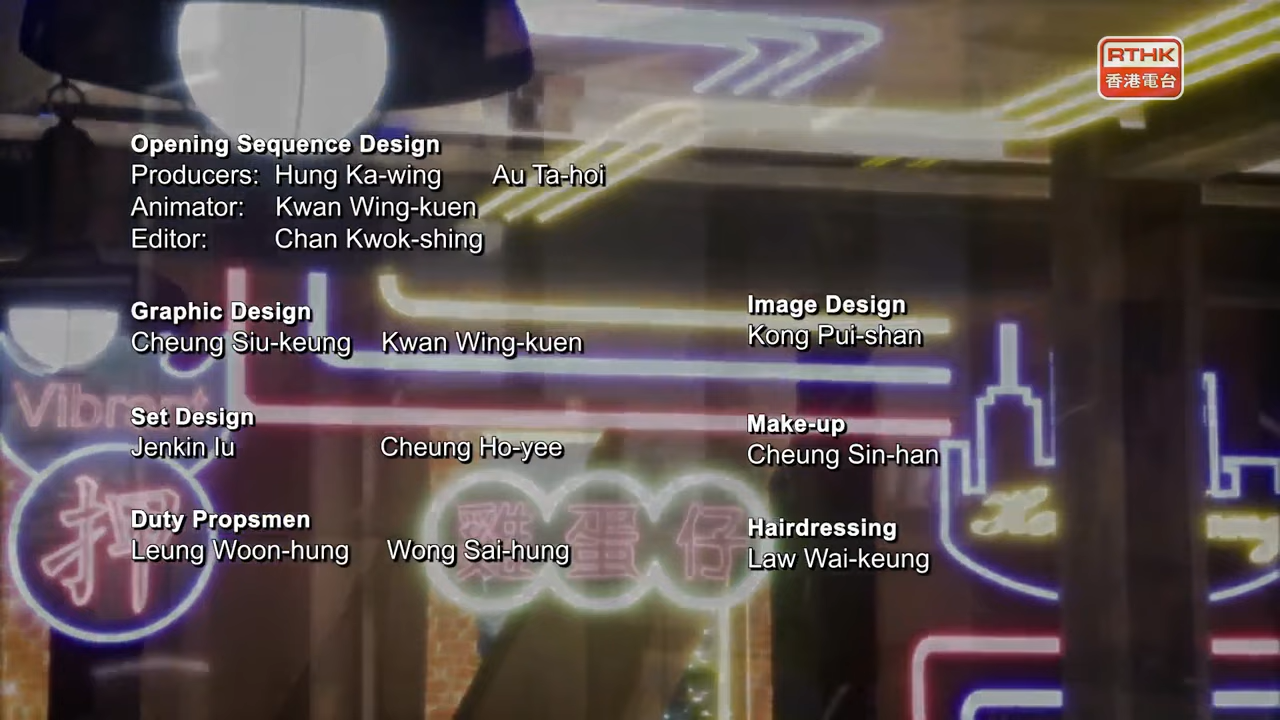 RTHK
香港電台
Opening Sequence Design
Producers: Hung Ka-wing Au Ta-hoi
Animator: Kwan Wing-kuen
Editor: Chan Kwok-shing
Graphic Design
Cheung Siu-keung Kwan Wing-kuen
Set Design
Jenkin Iu Cheung Ho-yee
Duty Propsmen
Leung Woon-hung Wong Sai-hung
Image Design
Kong Pui-shan
Make-up
Cheung Sin-han
Hairdressing
Law Wai-keung
Vibrant
押
雞蛋仔